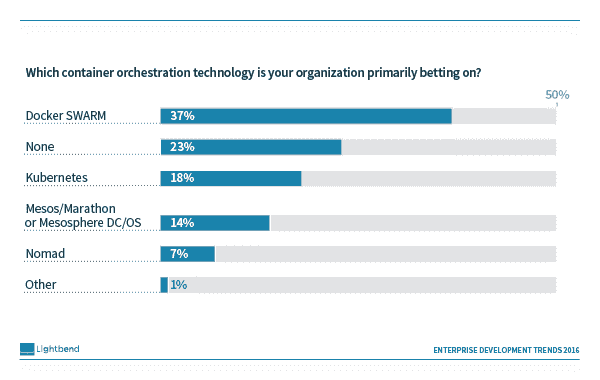 Which container orchestration technology is your organization primarily betting on?
50%
Docker SWARM 37%
None 23%
Kubernetes 18%
Mesos/Marathon
or Mesosphere DC/OS 14%
Nomad 7%
Other 1%
Lightbend ENTERPRISE DEVELOPMENT TRENDS 2016